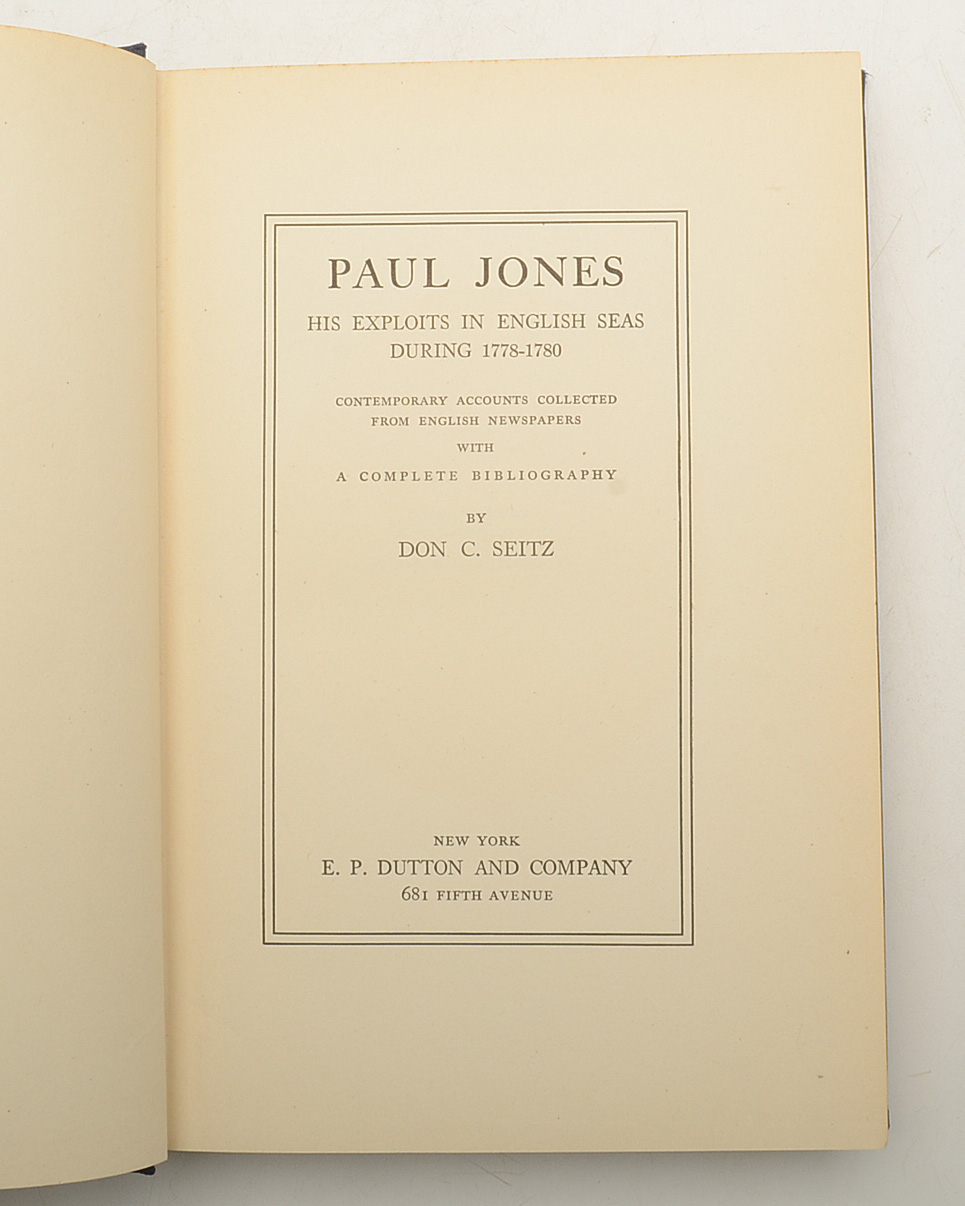 PAUL JONES
HIS EXPLOITS IN ENGLISH SEAS
DURING 1778-1780
CONTEMPORARY ACCOUNTS COLLECTED
FROM ENGLISH NEWSPAPERS
WITH
A COMPLETE BIBLIOGRAPHY
BY
DON C. SEITZ
NEW YORK
E. P. DUTTON AND COMPANY
681 FIFTH AVENUE